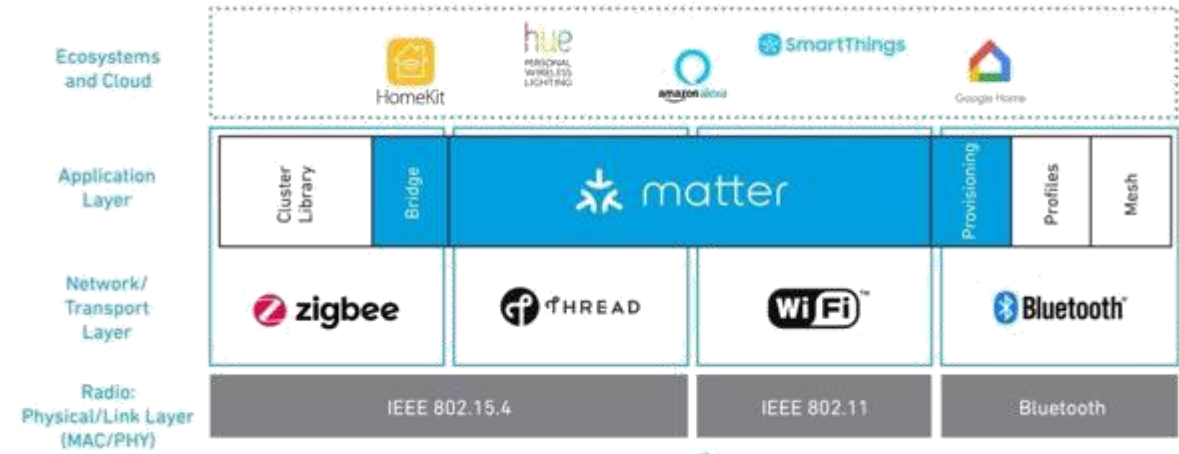 Ecosystems
and Cloud
HomeKit
hue
PERSONAL
WIRELESS
LIGHTING
amazon alexa
SmartThings
Google Home
Application
Layer
Cluster
Library
Bridge
matter
Provisioning
Profiles
Mesh
Network/
Transport
Layer
zigbee
THREAD
WiFi™
Bluetooth®
Radio:
Physical/Link Layer
(MAC/PHY)
IEEE 802.15.4
IEEE 802.11
Bluetooth